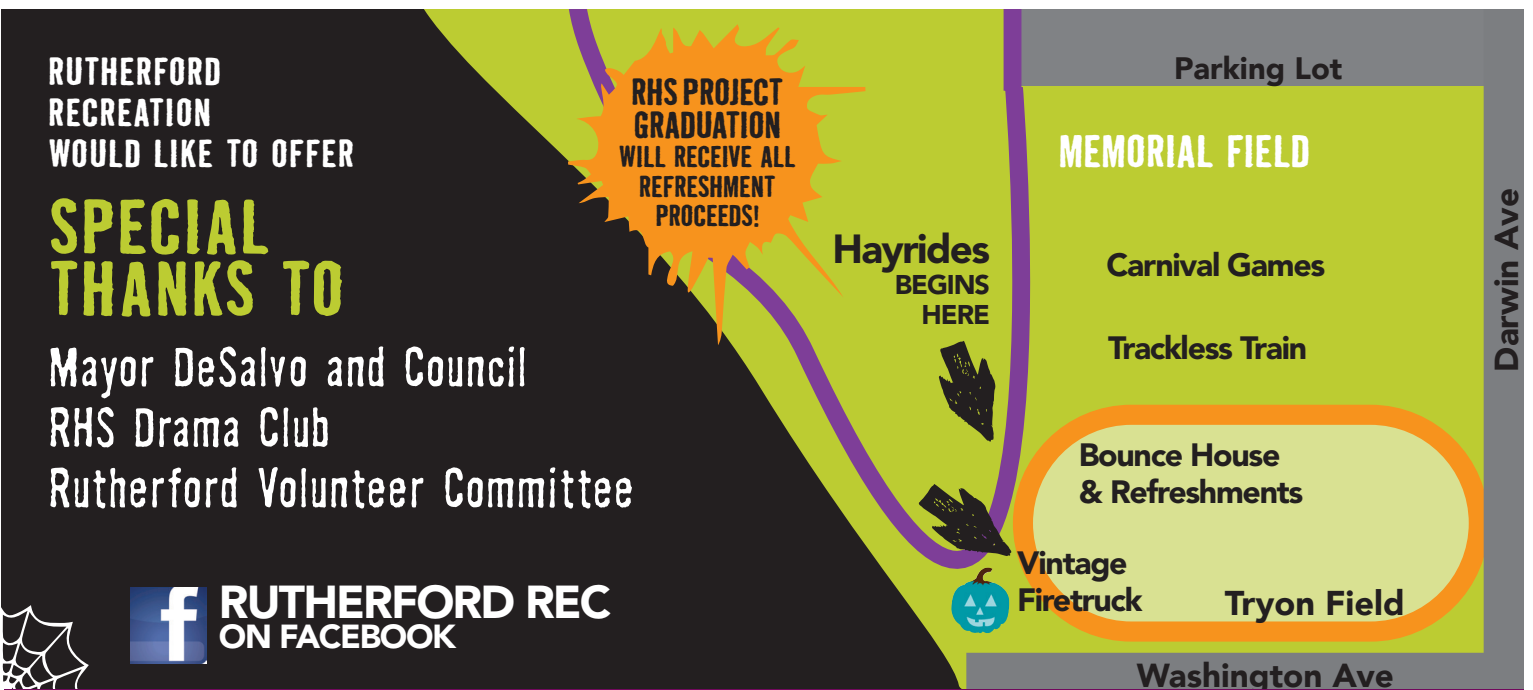 RUTHERFORD
RECREATION
WOULD LIKE TO OFFER
SPECIAL
THANKS TO
Mayor DeSalvo and Council
RHS Drama Club
Rutherford Volunteer Committee
f RUTHERFORD REC
ON FACEBOOK
RHS PROJECT
GRADUATION
WILL RECEIVE ALL
REFRESHMENT
PROCEEDS!
Hayrides
BEGINS
HERE
Parking Lot
MEMORIAL FIELD
Carnival Games
Trackless Train
Bounce House
& Refreshments
Vintage
Firetruck
Tryon Field
Washington Ave
Darwin Ave